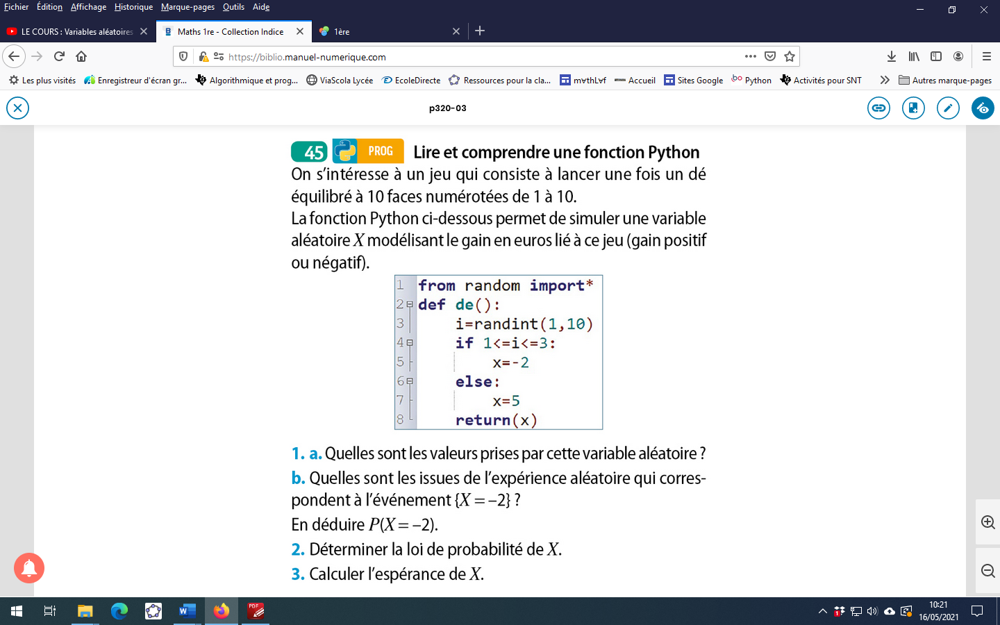 Fichier Édition Affichage Historique Marque-pages Outils Aide
LE COURS : Variables aléatoires Maths 1re - Collection Indice 1ère
https://biblio.manuel-numerique.com
Les plus visités Enregistreur d'écran gr... Algorithmique et prog... ViaScola Lycée EcoleDirecte Ressources pour la cla... m∀thL∀f Accueil Sites Google Python Activités pour SNT Autres marque-pages
p320-03
45 PROG Lire et comprendre une fonction Python
On s'intéresse à un jeu qui consiste à lancer une fois un dé
équilibré à 10 faces numérotées de 1 à 10.
La fonction Python ci-dessous permet de simuler une variable
aléatoire X modélisant le gain en euros lié à ce jeu (gain positif
ou négatif).
1 from random import*
2 def de():
3 i=randint(1,10)
4 if 1<=i<=3:
5 x=-2
6 else:
7 x=5
8 return(x)
1. a. Quelles sont les valeurs prises par cette variable aléatoire ?
b. Quelles sont les issues de l'expérience aléatoire qui corres-
pondent à l'événement {X = –2} ?
En déduire P(X = –2).
2. Déterminer la loi de probabilité de X.
3. Calculer l'espérance de X.
10:21
16/05/2021